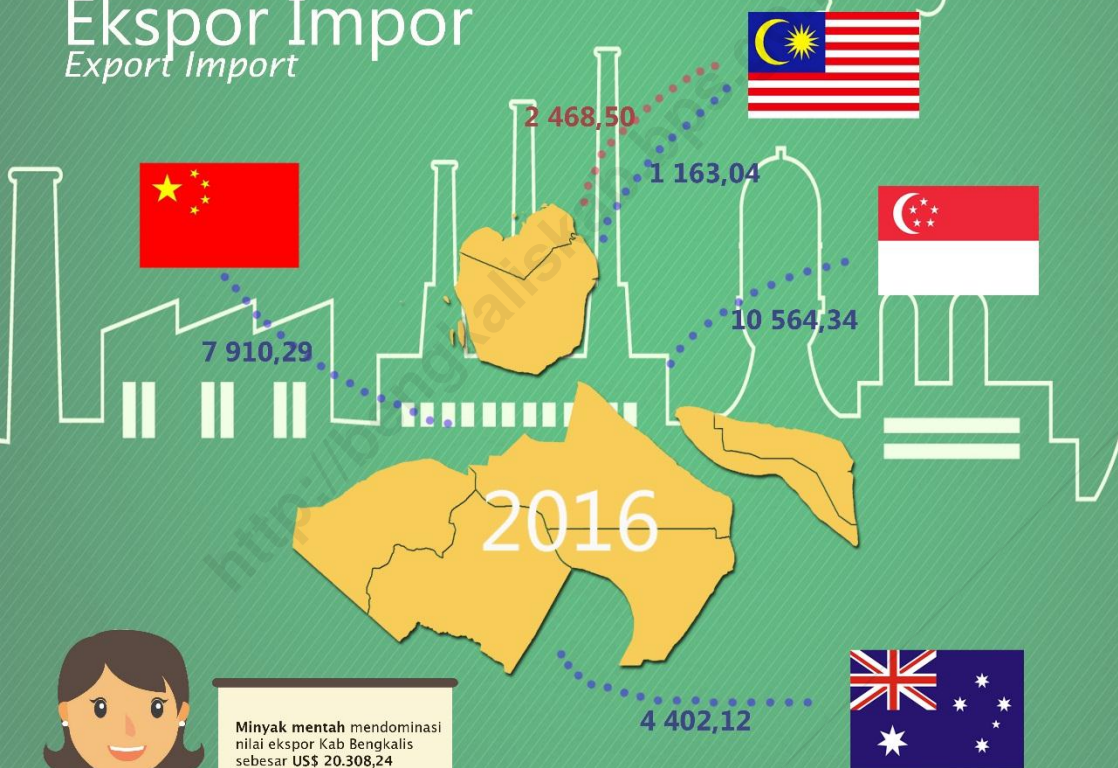 Ekspor Impor
Export Import
2 468,50
1 163,04
10 564,34
7 910,29
2016
4 402,12
Minyak mentah mendominasi
nilai ekspor Kab Bengkalis
sebesar US$ 20.308,24